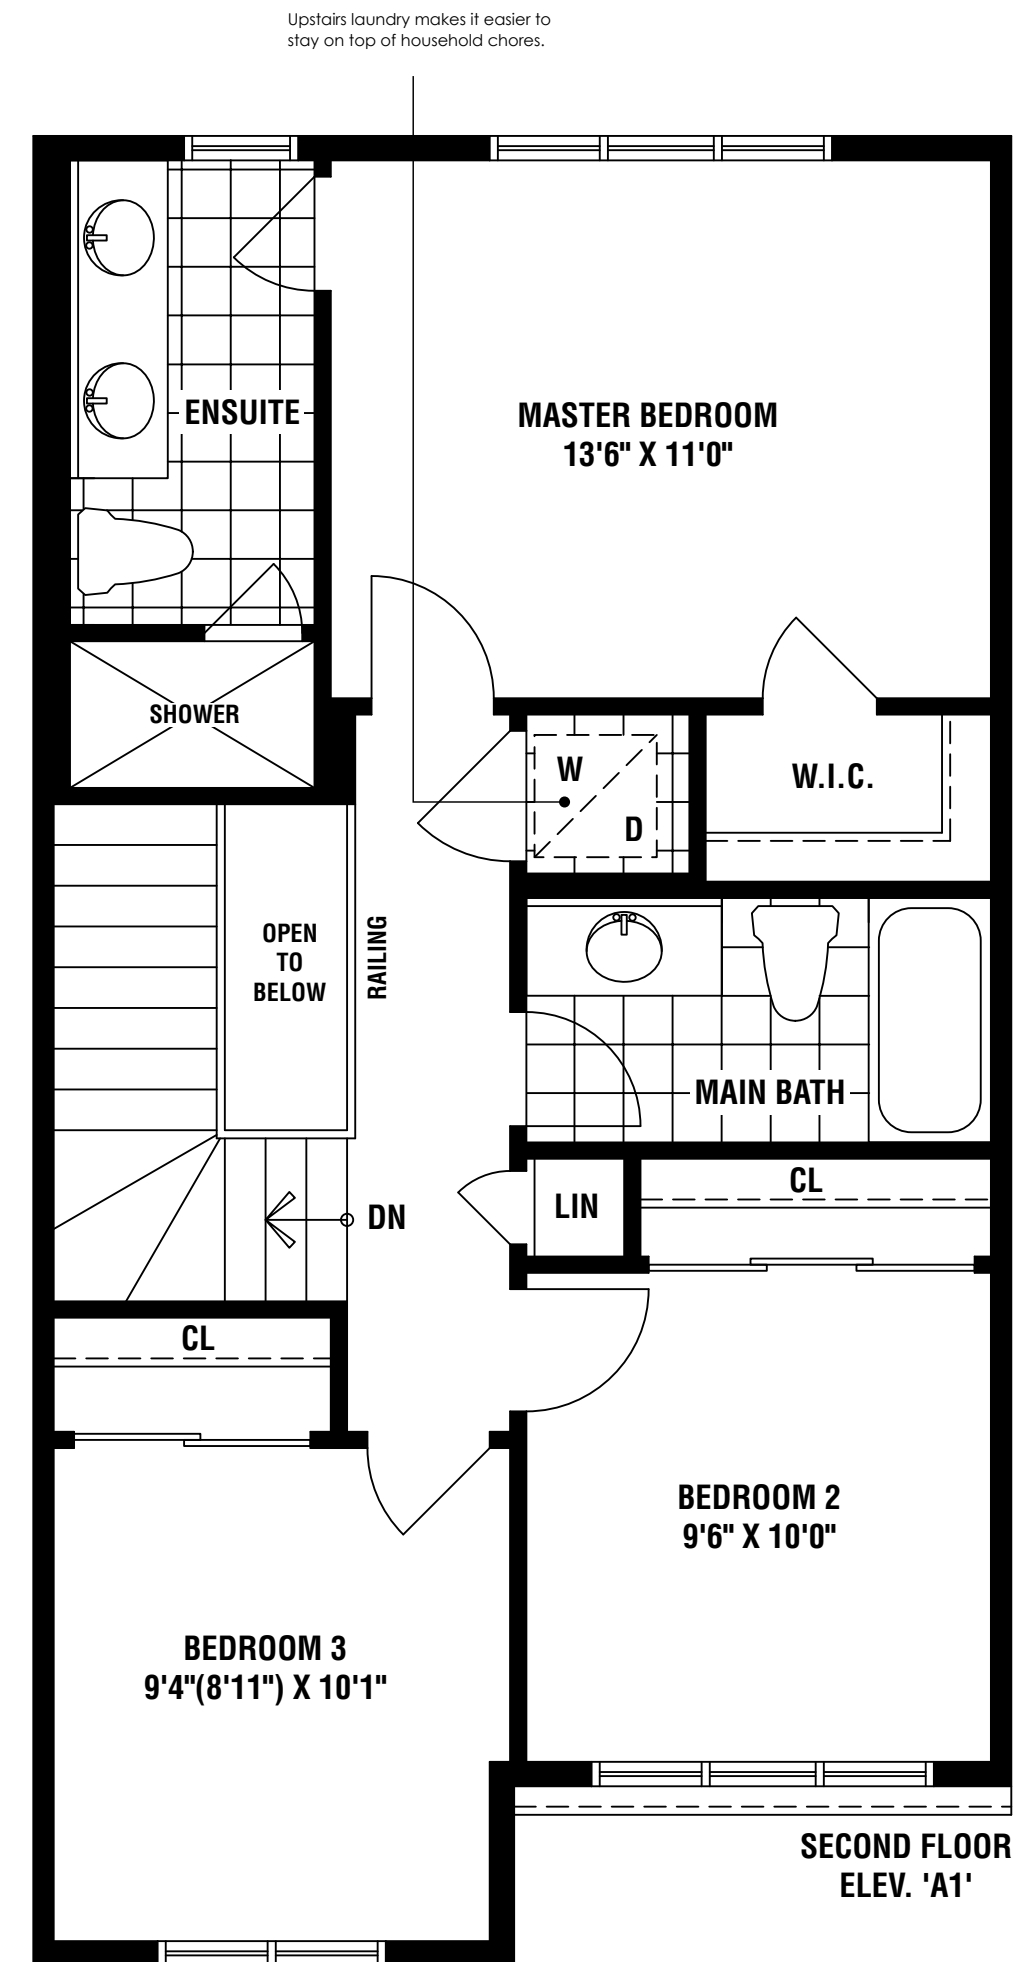 Upstairs laundry makes it easier to
stay on top of household chores.
ENSUITE
MASTER BEDROOM
13'6" X 11'0"
SHOWER
W
D
W.I.C.
OPEN
TO
BELOW
RAILING
MAIN BATH
DN
LIN
CL
CL
BEDROOM 2
9'6" X 10'0"
BEDROOM 3
9'4"(8'11") X 10'1"
SECOND FLOOR
ELEV. 'A1'